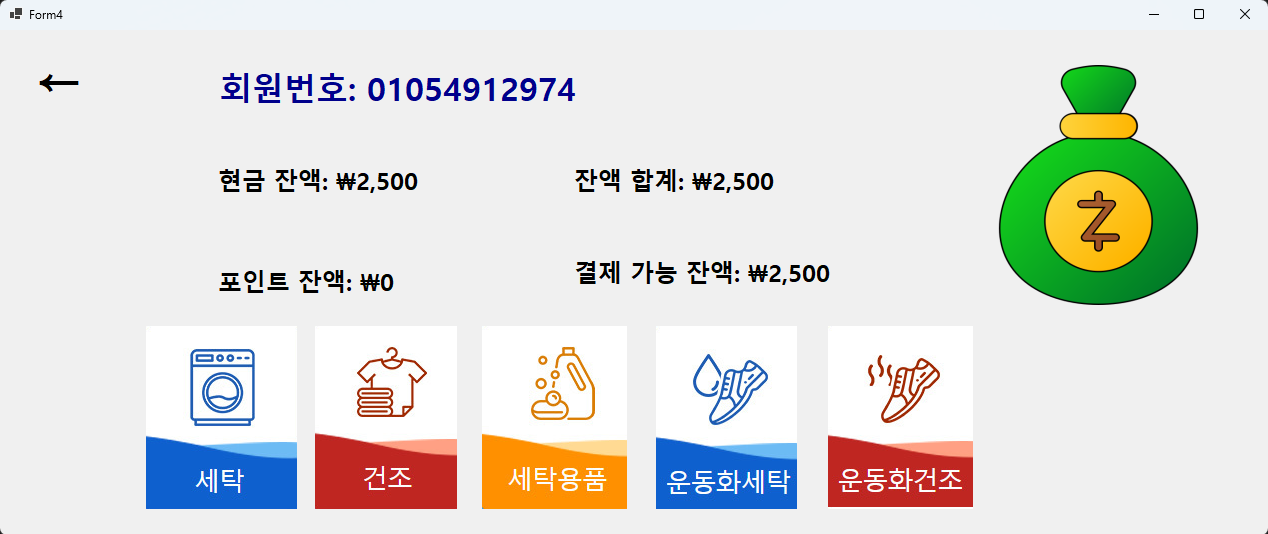 Form4
←
회원번호: 01054912974
현금 잔액: ₩2,500
잔액 합계: ₩2,500
포인트 잔액: ₩0
결제 가능 잔액: ₩2,500
세탁
건조
세탁용품
운동화세탁
운동화건조